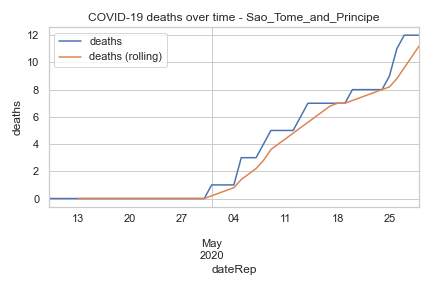 COVID-19 deaths over time - Sao_Tome_and_Principe
deaths
deaths (rolling)
12
10
8
6
4
2
0
deaths
13 20 27 04 11 18 25
May
2020
dateRep